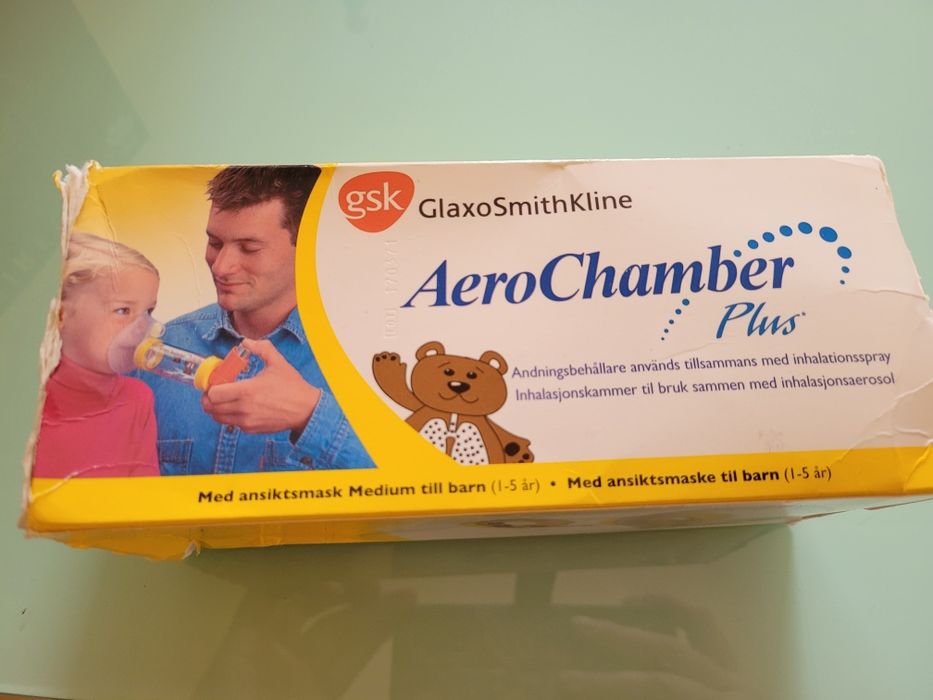 gsk GlaxoSmithKline
AeroChamber
Plus*
Andningsbehållare används tillsammans med inhalationsspray
Inhalasjonskammer til bruk sammen med inhalasjonsaerosol
Med ansiktsmask Medium till barn (1-5 år) • Med ansiktsmaske til barn (1-5 år)